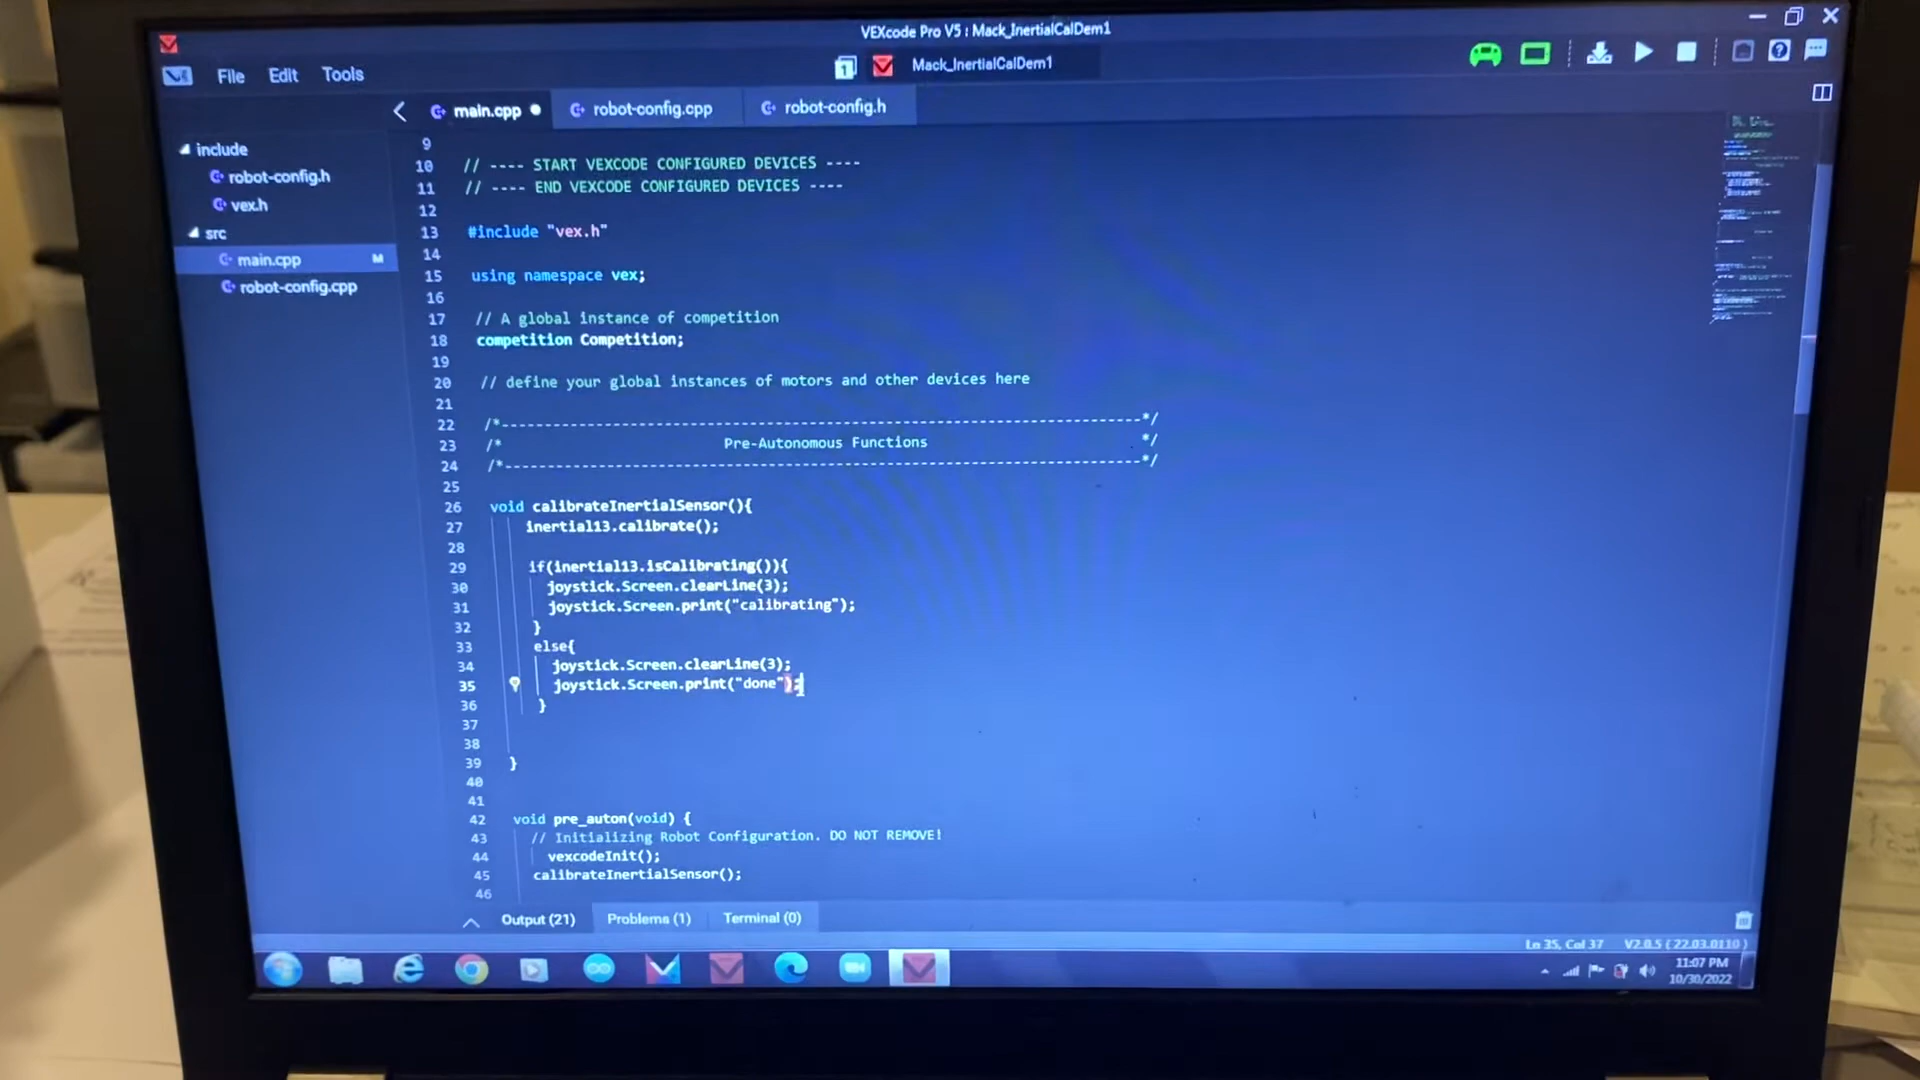 VEXcode Pro V5 : Mack_InertialCalDem1
File Edit Tools
1 Mack_InertialCalDem1
main.cpp robot-config.cpp robot-config.h
include
robot-config.h
vex.h
src
main.cpp M
robot-config.cpp
9
10 // ---- START VEXCODE CONFIGURED DEVICES ----
11 // ---- END VEXCODE CONFIGURED DEVICES ----
12
13 #include "vex.h"
14
15 using namespace vex;
16
17 // A global instance of competition
18 competition Competition;
19
20 // define your global instances of motors and other devices here
21
22 /*---------------------------------------------------------------------------*/
23 /* Pre-Autonomous Functions */
24 /*---------------------------------------------------------------------------*/
25
26 void calibrateInertialSensor(){
27 inertial13.calibrate();
28
29 if(inertial13.isCalibrating()){
30 joystick.Screen.clearLine(3);
31 joystick.Screen.print("calibrating");
32 }
33 else{
34 joystick.Screen.clearLine(3);
35 joystick.Screen.print("done");
36 }
37
38
39 }
40
41
42 void pre_auton(void) {
43 // Initializing Robot Configuration. DO NOT REMOVE!
44 vexcodeInit();
45 calibrateInertialSensor();
46
Output (21) Problems (1) Terminal (0)
Ln 35, Col 37 V2.0.5 ( 22.03.0110 )
11:07 PM
10/30/2022